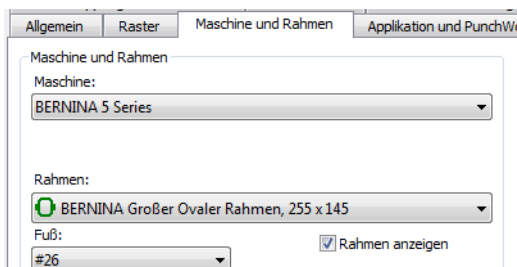 Allgemein Raster Maschine und Rahmen Applikation und PunchWo
Maschine und Rahmen
Maschine:
BERNINA 5 Series
Rahmen:
BERNINA Großer Ovaler Rahmen, 255 x 145
Fuß:
Rahmen anzeigen
#26